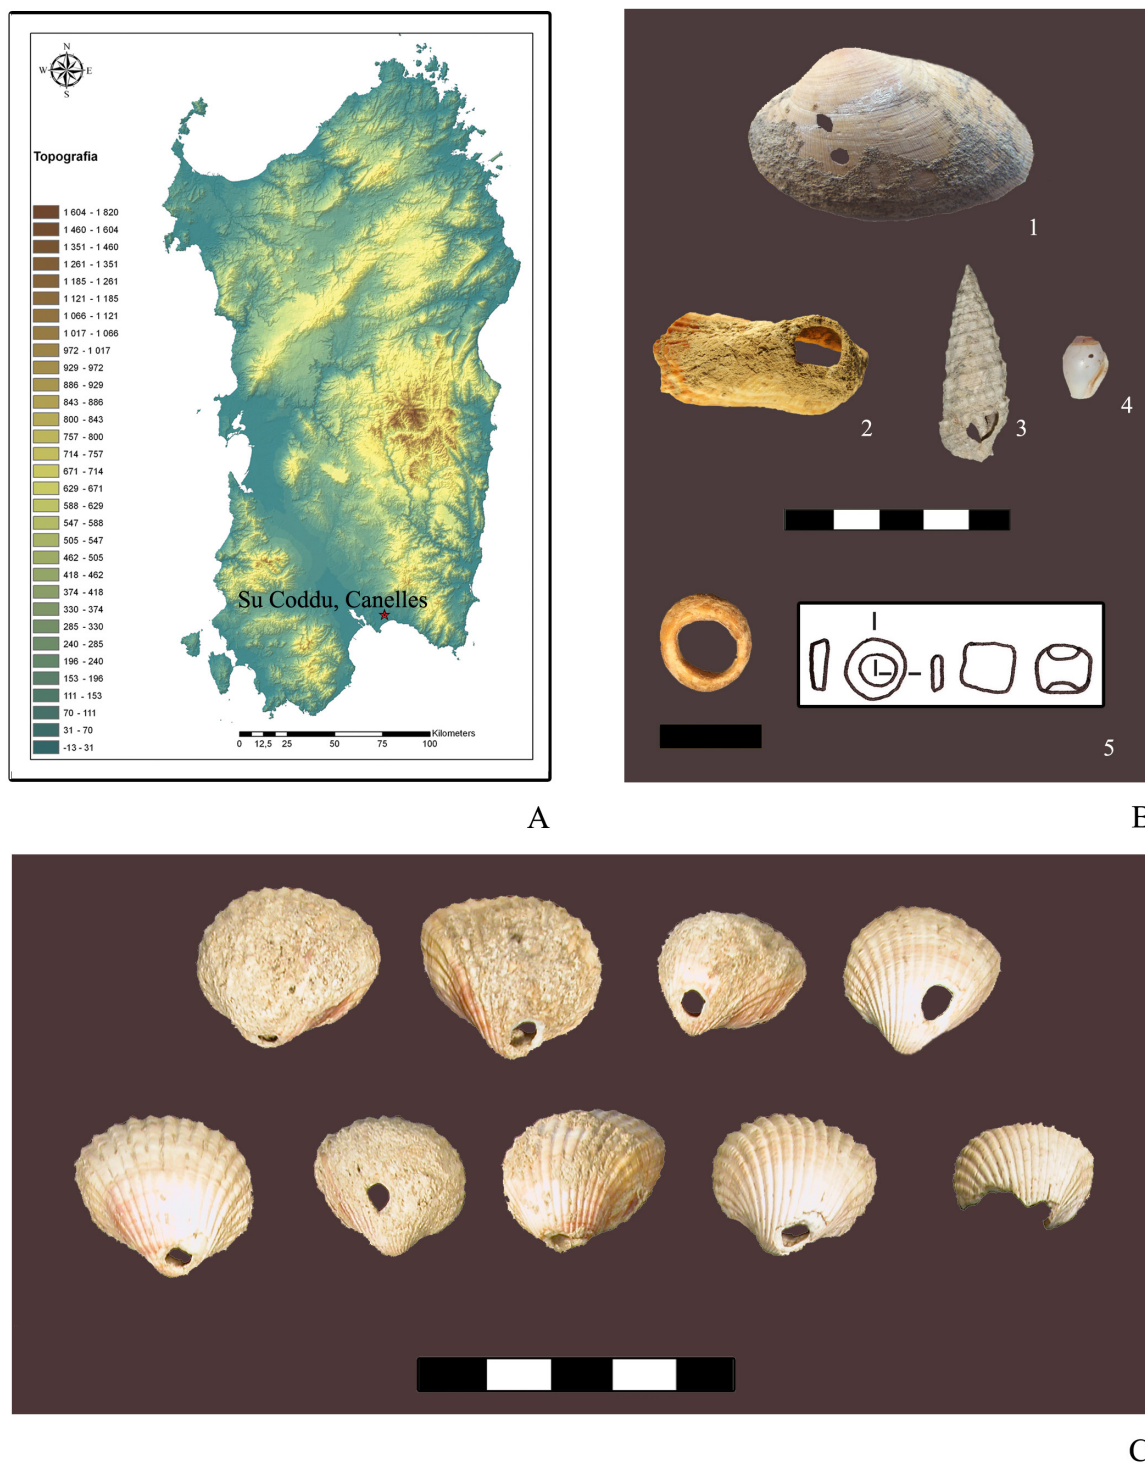 N
W E
S
Topografia
1 604 - 1 820
1 460 - 1 604
1 351 - 1 460
1 261 - 1 351
1 185 - 1 261
1 121 - 1 185
1 066 - 1 121
1 017 - 1 066
972 - 1 017
929 - 972
886 - 929
843 - 886
800 - 843
757 - 800
714 - 757
671 - 714
629 - 671
588 - 629
547 - 588
505 - 547
462 - 505
418 - 462
374 - 418
330 - 374
285 - 330
240 - 285
196 - 240
153 - 196
111 - 153
70 - 111
31 - 70
-13 - 31
Su Coddu, Canelles
Kilometers
0 12,5 25 50 75 100
A
1
2
3
4
5
B